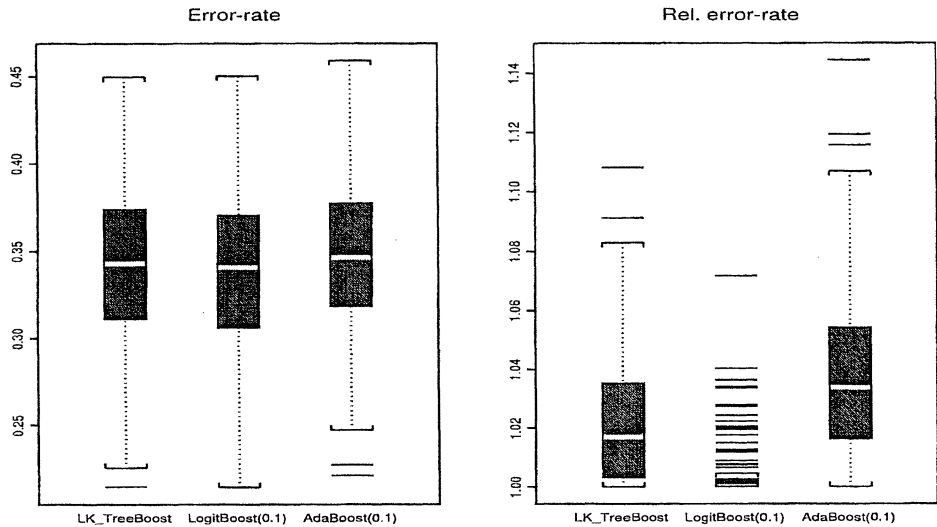 Error-rate
Rel. error-rate
0.45
0.40
0.35
0.30
0.25
LK_TreeBoost
LogitBoost(0.1)
AdaBoost(0.1)
1.14
1.12
1.10
1.08
1.06
1.04
1.02
1.00
LK_TreeBoost
LogitBoost(0.1)
AdaBoost(0.1)